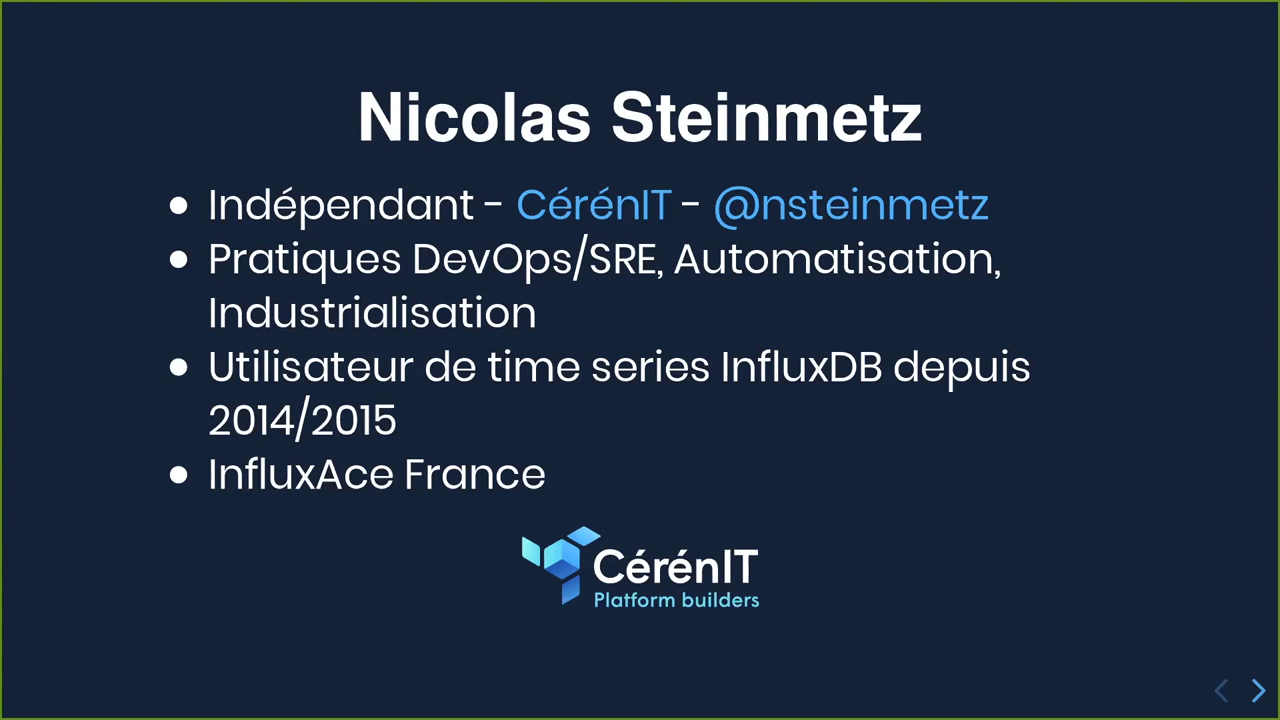 Nicolas Steinmetz
Indépendant - CérénIT - @nsteinmetz
Pratiques DevOps/SRE, Automatisation,
Industrialisation
Utilisateur de time series InfluxDB depuis
2014/2015
InfluxAce France
CérénIT
Platform builders